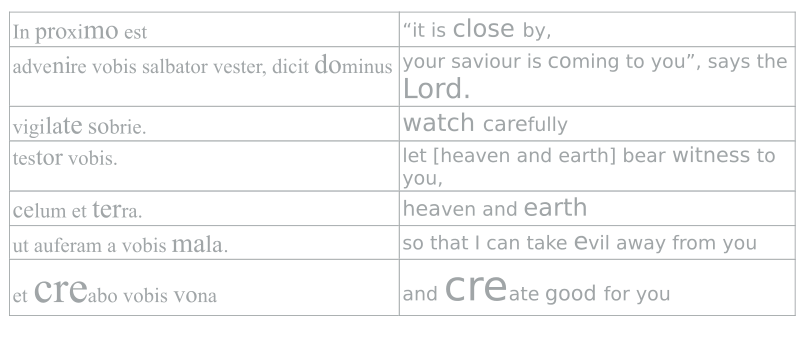 In proximo est
“it is close by,
advenire vobis salbator vester, dicit dominus
your saviour is coming to you”, says the
Lord.
vigilate sobrie.
watch carefully
testor vobis.
let [heaven and earth] bear witness to
you,
celum et terra.
heaven and earth
ut auferam a vobis mala.
so that I can take evil away from you
et creabo vobis vona
and create good for you